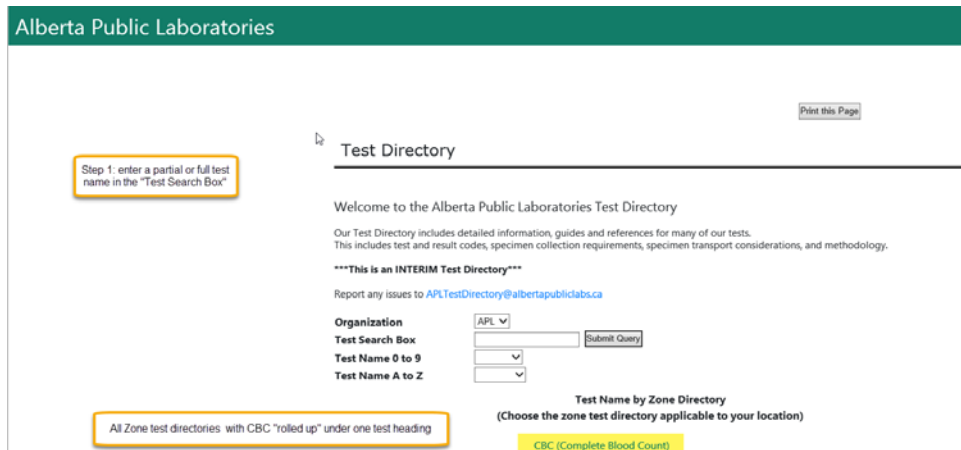 Alberta Public Laboratories
Print this Page
Test Directory
Step 1: enter a partial or full test
name in the "Test Search Box"
Welcome to the Alberta Public Laboratories Test Directory
Our Test Directory includes detailed information, guides and references for many of our tests.
This includes test and result codes, specimen collection requirements, specimen transport considerations, and methodology.
***This is an INTERIM Test Directory***
Report any issues to APLTestDirectory@albertapubliclabs.ca
Organization APL
Test Search Box Submit Query
Test Name 0 to 9
Test Name A to Z
Test Name by Zone Directory
(Choose the zone test directory applicable to your location)
All Zone test directories with CBC "rolled up" under one test heading
CBC (Complete Blood Count)